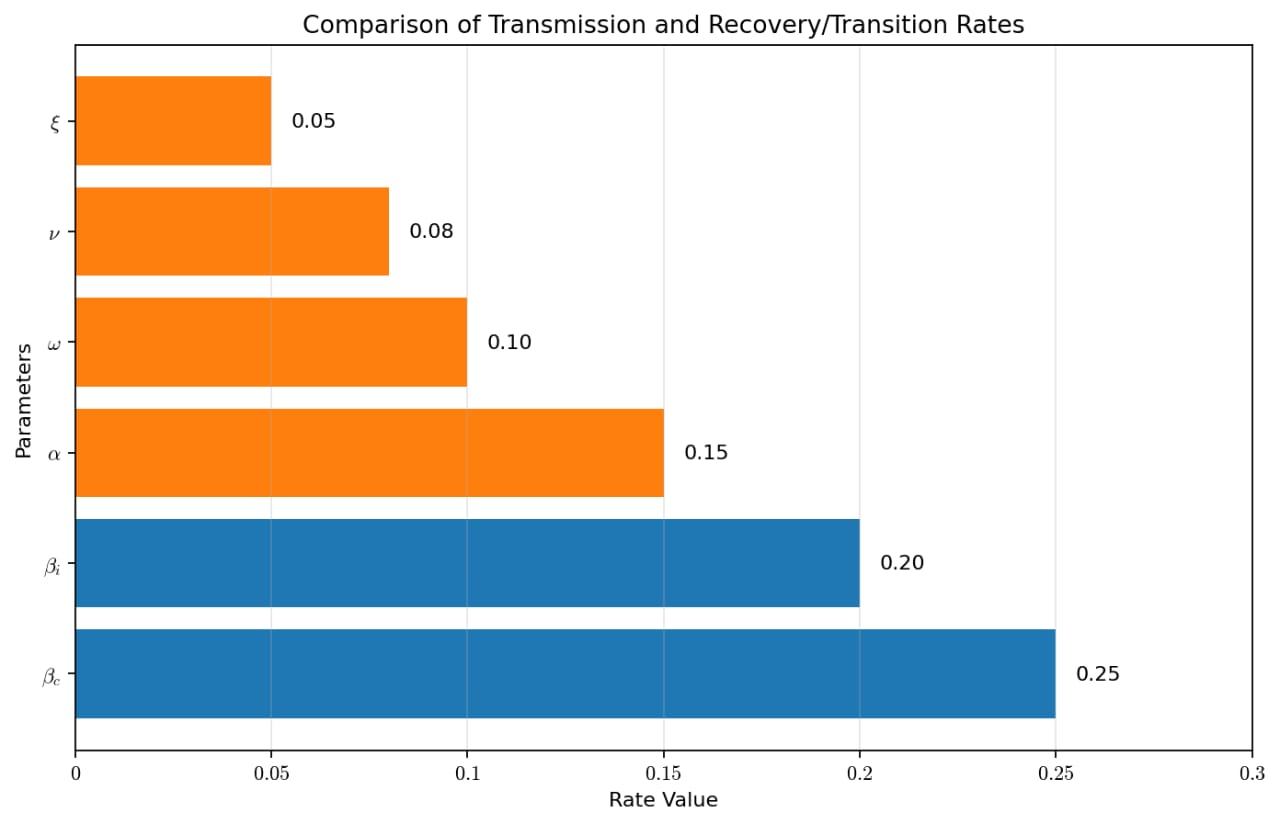 Comparison of Transmission and Recovery/Transition Rates
ξ
0.05
ν
0.08
ω
0.10
α
0.15
βi
0.20
βc
0.25
Parameters
0 0.05 0.1 0.15 0.2 0.25 0.3
Rate Value